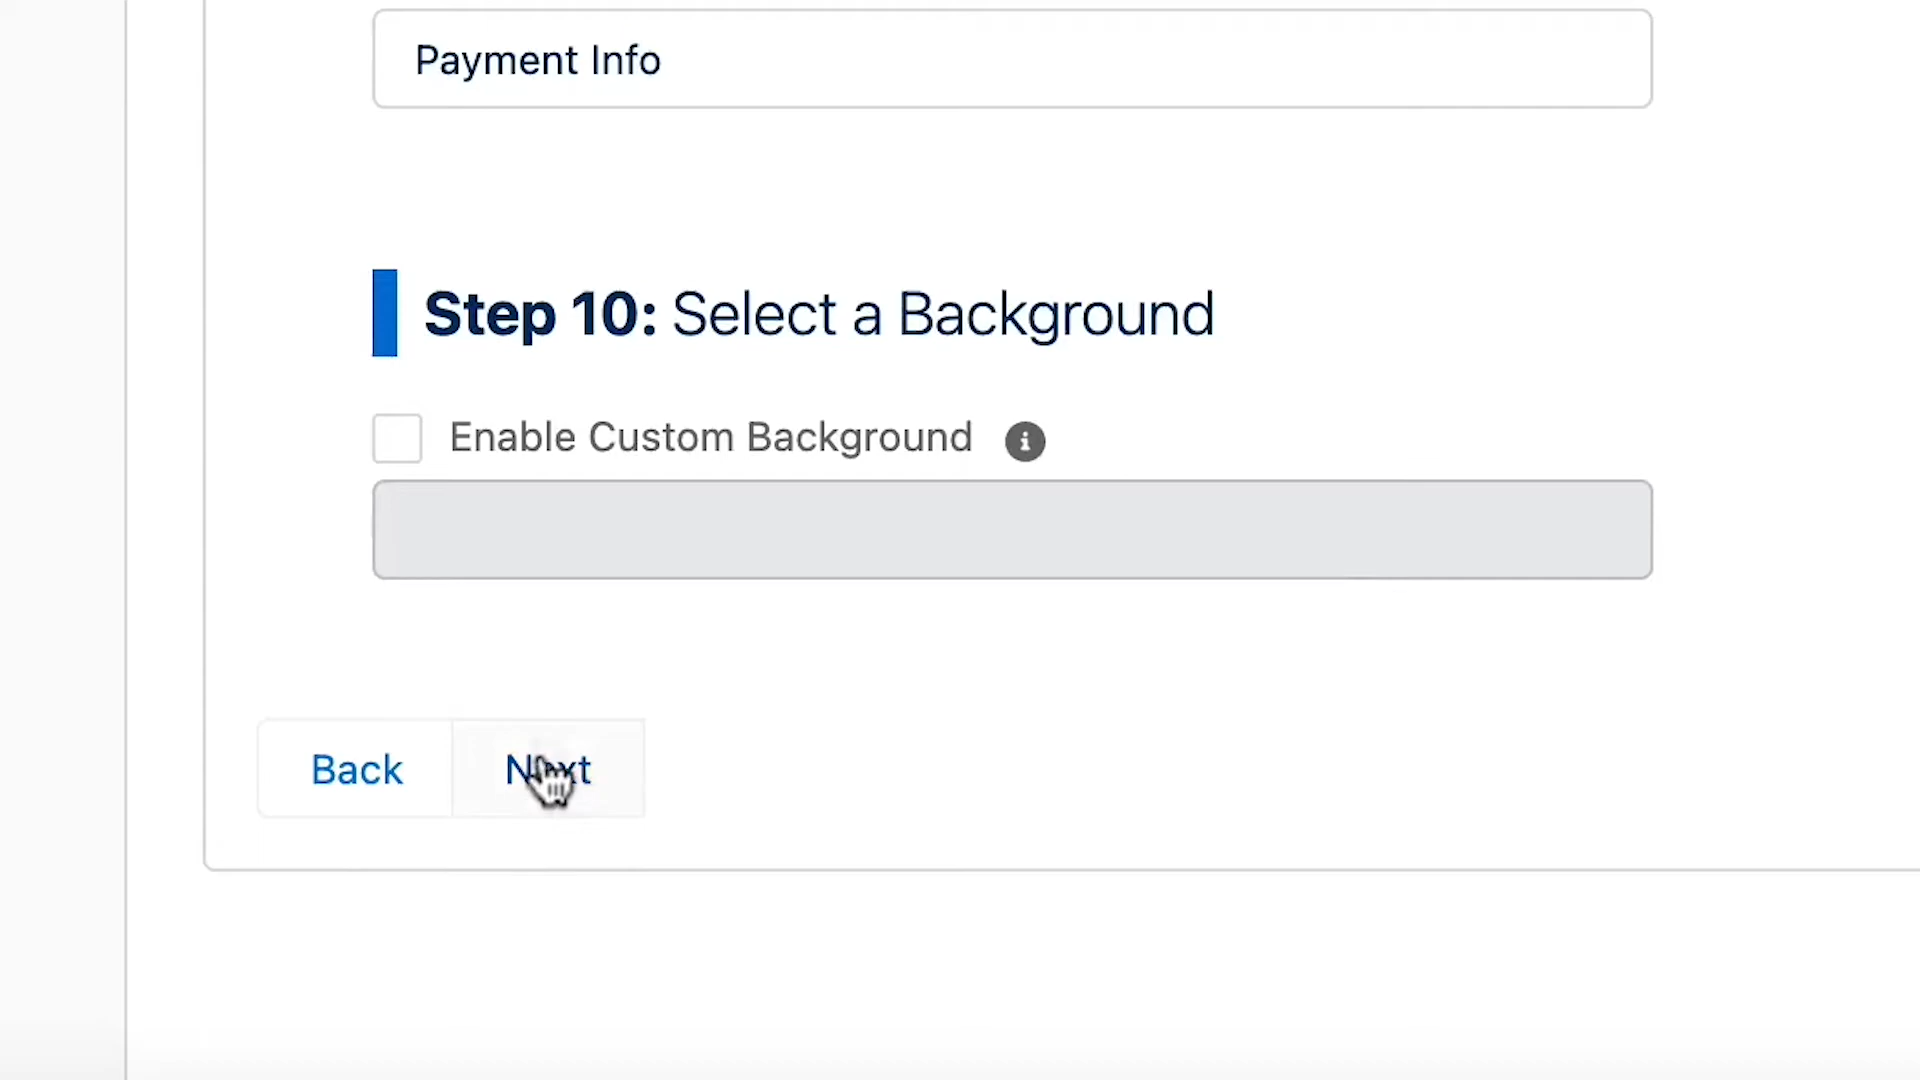 Payment Info
Step 10: Select a Background
Enable Custom Background
Back
Next